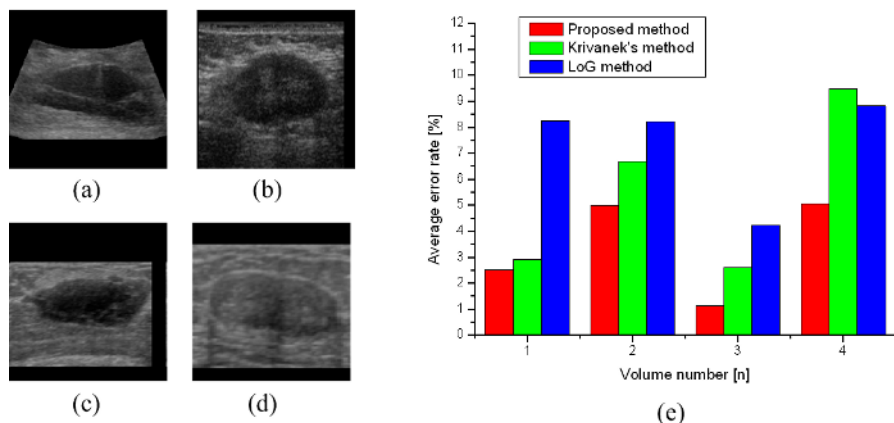 (a)
(b)
(c)
(d)
12
11
10
9
8
7
6
5
4
3
2
1
0
Average error rate [%]
Proposed method
Krivanek's method
LoG method
1 2 3 4
Volume number [n]
(e)